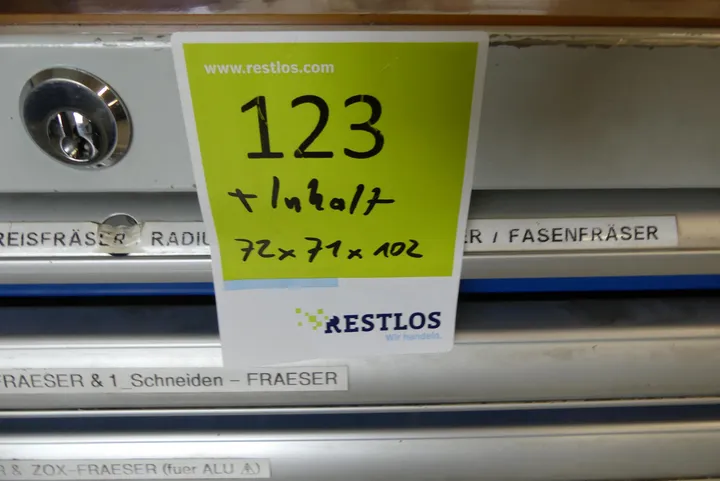 www.restlos.com
123
+ Inhalt
72 x 71 x 102
REISFRÄSER RADIU ER / FASENFRÄSER
RESTLOS
Wir handeln.
FRAESER & 1_Schneiden - FRAESER
R & ZOX-FRAESER (fuer ALU A)